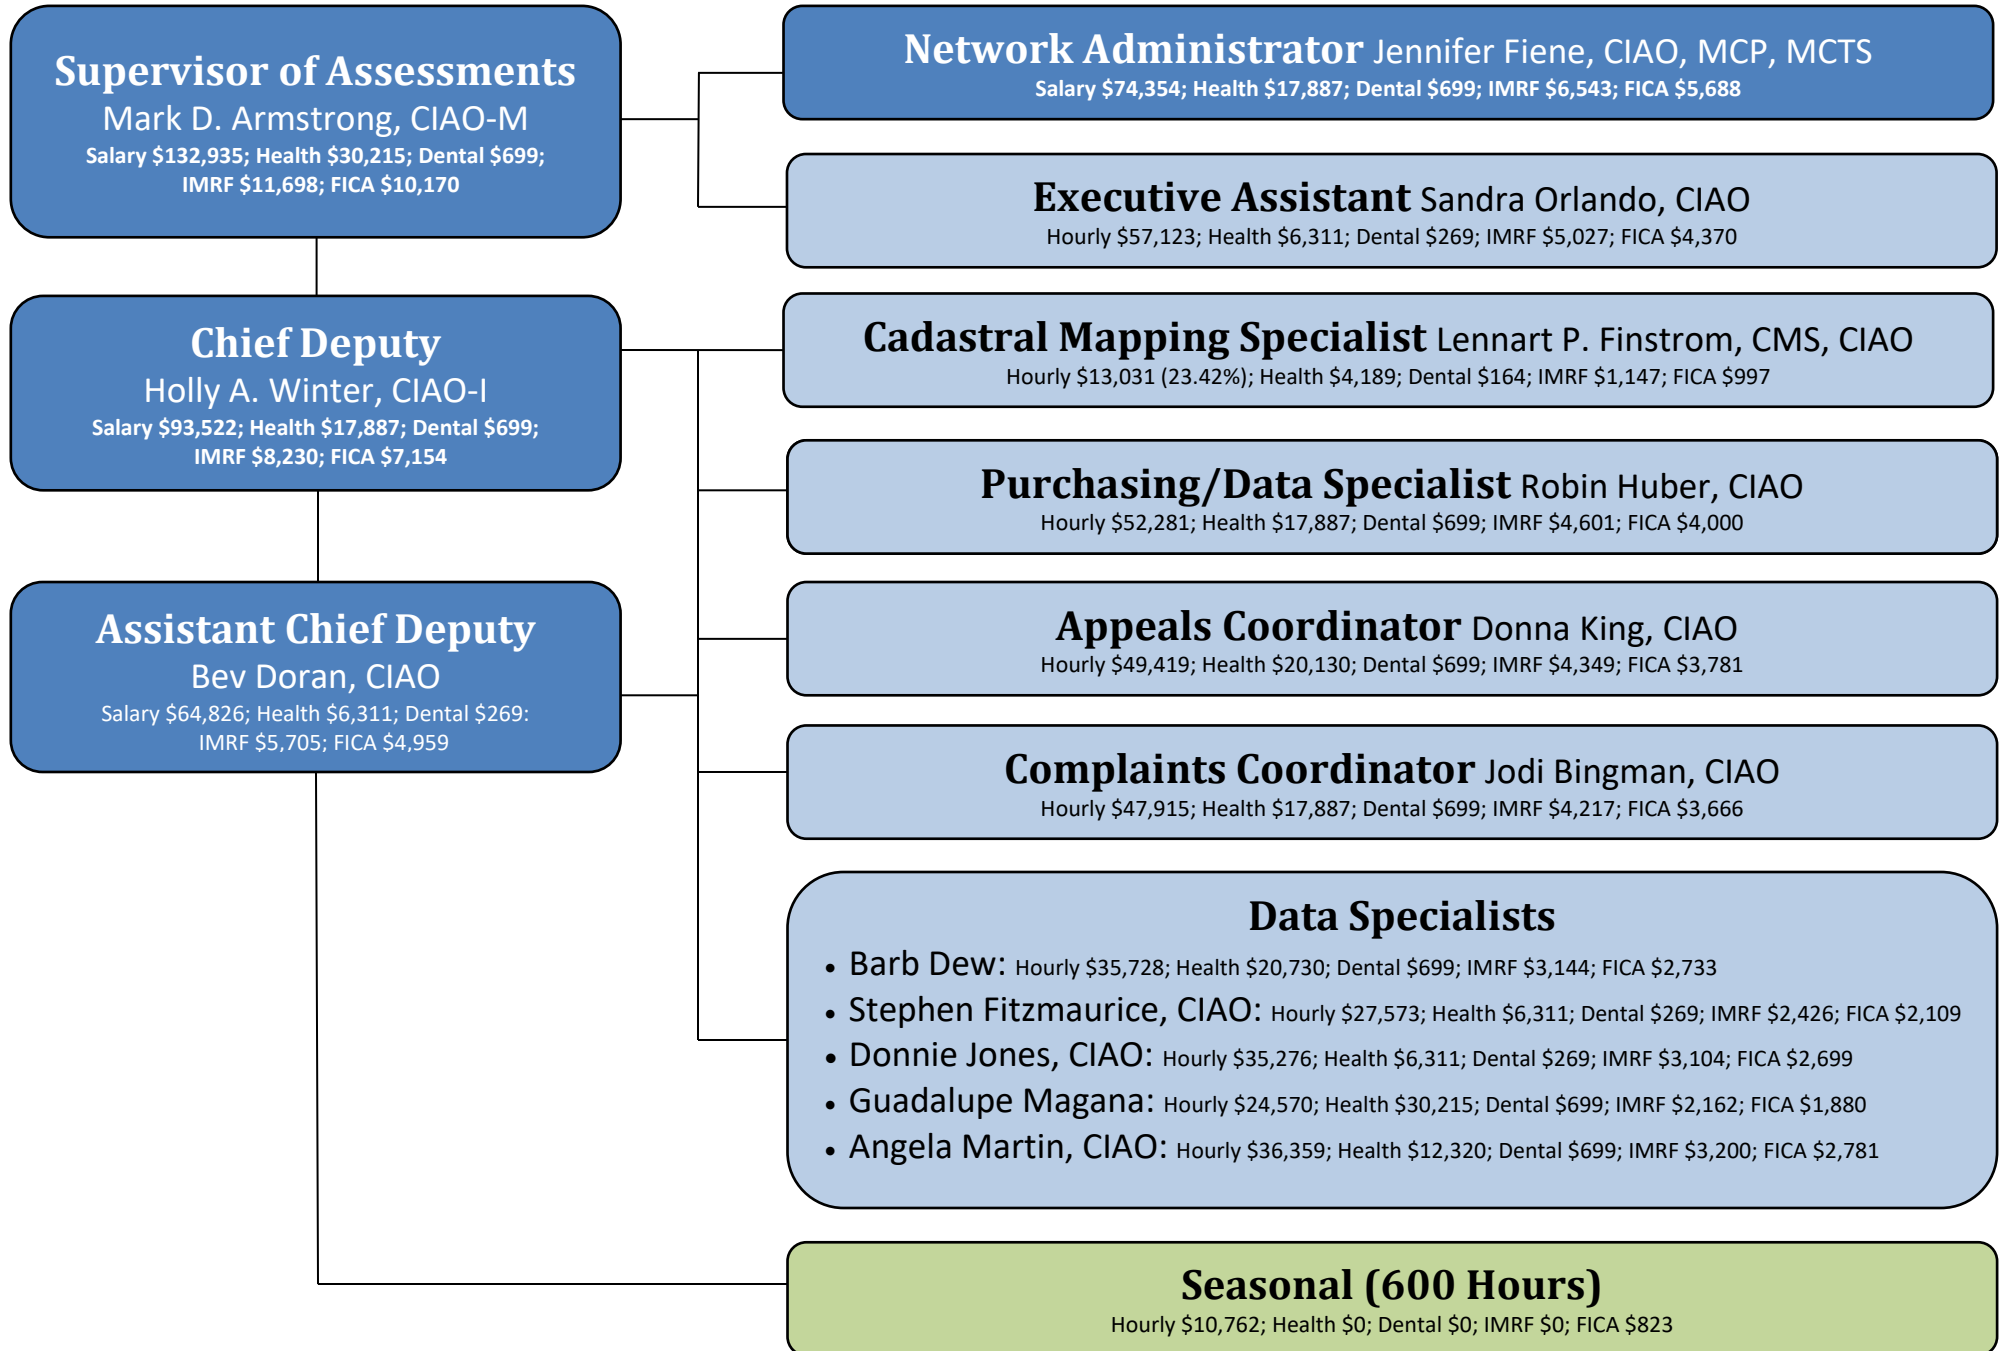 Supervisor of Assessments
Mark D. Armstrong, CIAO-M
Salary $132,935; Health $30,215; Dental $699;
IMRF $11,698; FICA $10,170
Network Administrator Jennifer Fiene, CIAO, MCP, MCTS
Salary $74,354; Health $17,887; Dental $699; IMRF $6,543; FICA $5,688
Executive Assistant Sandra Orlando, CIAO
Hourly $57,123; Health $6,311; Dental $269; IMRF $5,027; FICA $4,370
Chief Deputy
Holly A. Winter, CIAO-I
Salary $93,522; Health $17,887; Dental $699;
IMRF $8,230; FICA $7,154
Cadastral Mapping Specialist Lennart P. Finstrom, CMS, CIAO
Hourly $13,031 (23.42%); Health $4,189; Dental $164; IMRF $1,147; FICA $997
Purchasing/Data Specialist Robin Huber, CIAO
Hourly $52,281; Health $17,887; Dental $699; IMRF $4,601; FICA $4,000
Assistant Chief Deputy
Bev Doran, CIAO
Salary $64,826; Health $6,311; Dental $269:
IMRF $5,705; FICA $4,959
Appeals Coordinator Donna King, CIAO
Hourly $49,419; Health $20,130; Dental $699; IMRF $4,349; FICA $3,781
Complaints Coordinator Jodi Bingman, CIAO
Hourly $47,915; Health $17,887; Dental $699; IMRF $4,217; FICA $3,666
Data Specialists
• Barb Dew: Hourly $35,728; Health $20,730; Dental $699; IMRF $3,144; FICA $2,733
• Stephen Fitzmaurice, CIAO: Hourly $27,573; Health $6,311; Dental $269; IMRF $2,426; FICA $2,109
• Donnie Jones, CIAO: Hourly $35,276; Health $6,311; Dental $269; IMRF $3,104; FICA $2,699
• Guadalupe Magana: Hourly $24,570; Health $30,215; Dental $699; IMRF $2,162; FICA $1,880
• Angela Martin, CIAO: Hourly $36,359; Health $12,320; Dental $699; IMRF $3,200; FICA $2,781
Seasonal (600 Hours)
Hourly $10,762; Health $0; Dental $0; IMRF $0; FICA $823